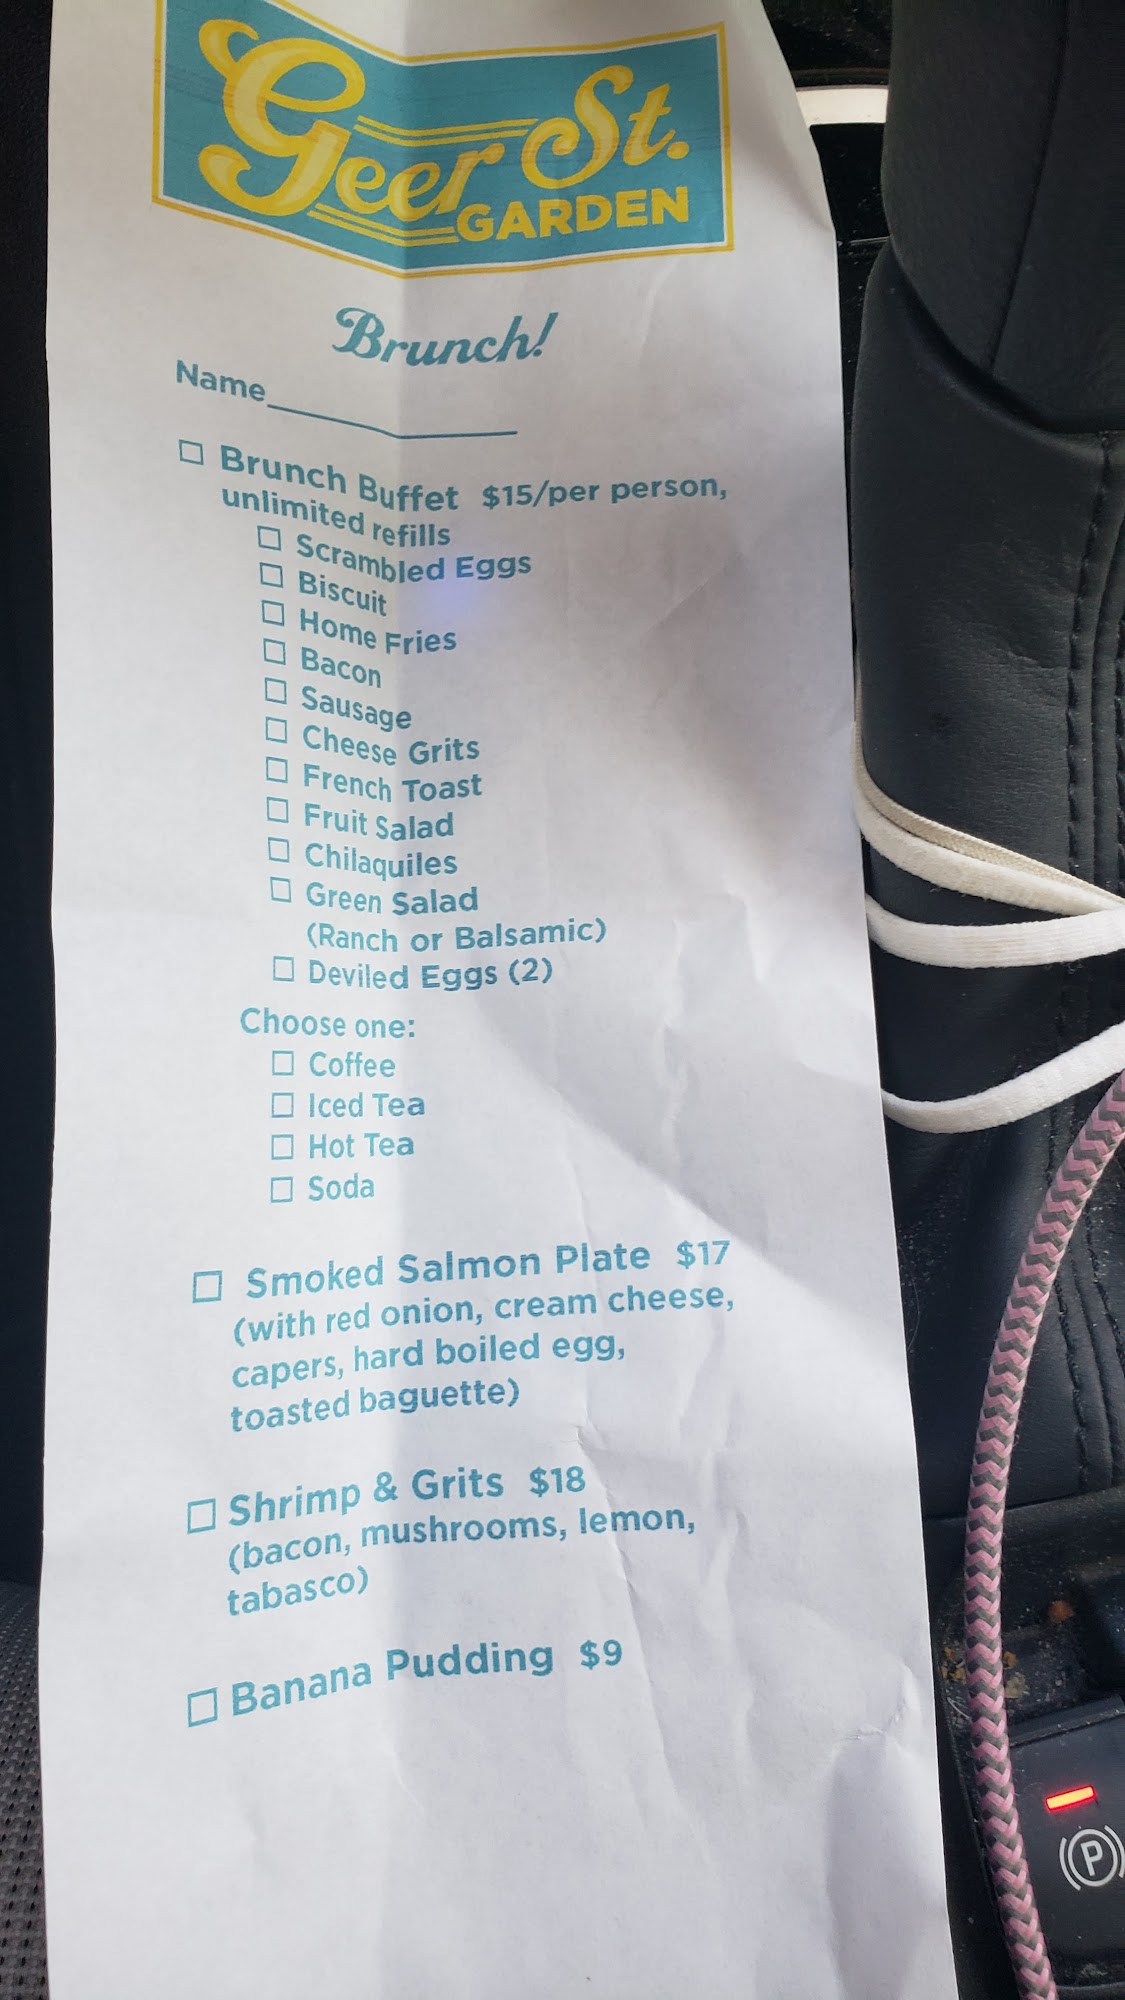 Geer St.
GARDEN
Brunch!
Name
Brunch Buffet $15/per person,
unlimited refills
Scrambled Eggs
Biscuit
Home Fries
Bacon
Sausage
Cheese Grits
French Toast
Fruit Salad
Chilaquiles
Green Salad
(Ranch or Balsamic)
Deviled Eggs (2)
Choose one:
Coffee
Iced Tea
Hot Tea
Soda
Smoked Salmon Plate $17
(with red onion, cream cheese,
capers, hard boiled egg,
toasted baguette)
Shrimp & Grits $18
(bacon, mushrooms, lemon,
tabasco)
Banana Pudding $9
P